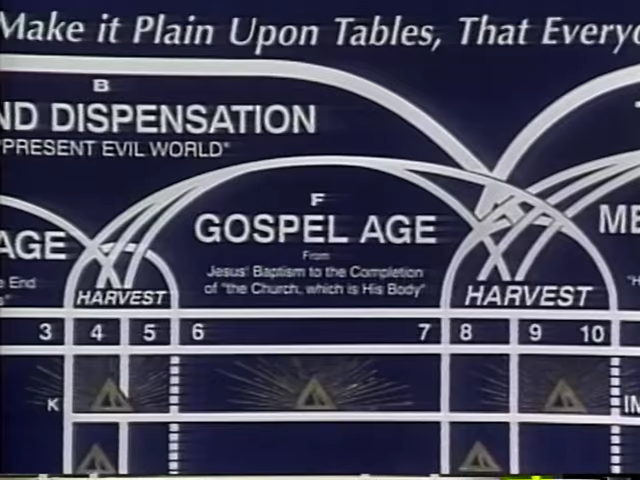 Make it Plain Upon Tables, That Everyo
B
ND DISPENSATION
"PRESENT EVIL WORLD"
F
GOSPEL AGE
From
Jesus' Baptism to the Completion
of "the Church, which is His Body"
AGE
e End
s"
ME
"H
HARVEST
HARVEST
3 4 5 6 7 8 9 10
K
IM